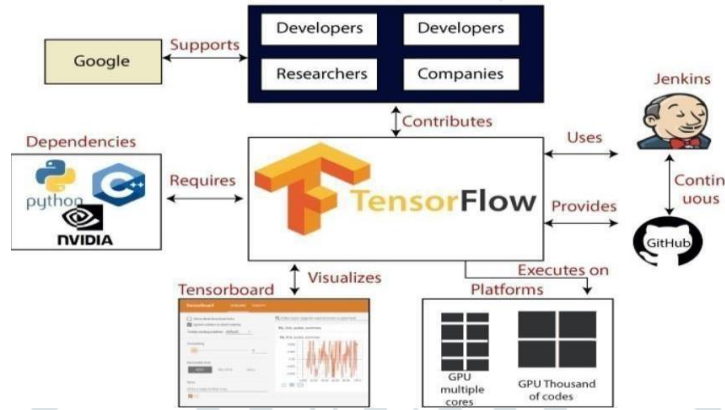 Developers
Developers
Google
Supports
Researchers
Companies
Jenkins
Contributes
Dependencies
Uses
python
C++
NVIDIA
Requires
TensorFlow
Contin
uous
Provides
GitHub
Tensorboard
Visualizes
Executes on
Platforms
GPU
multiple
cores
GPU Thousand
of codes